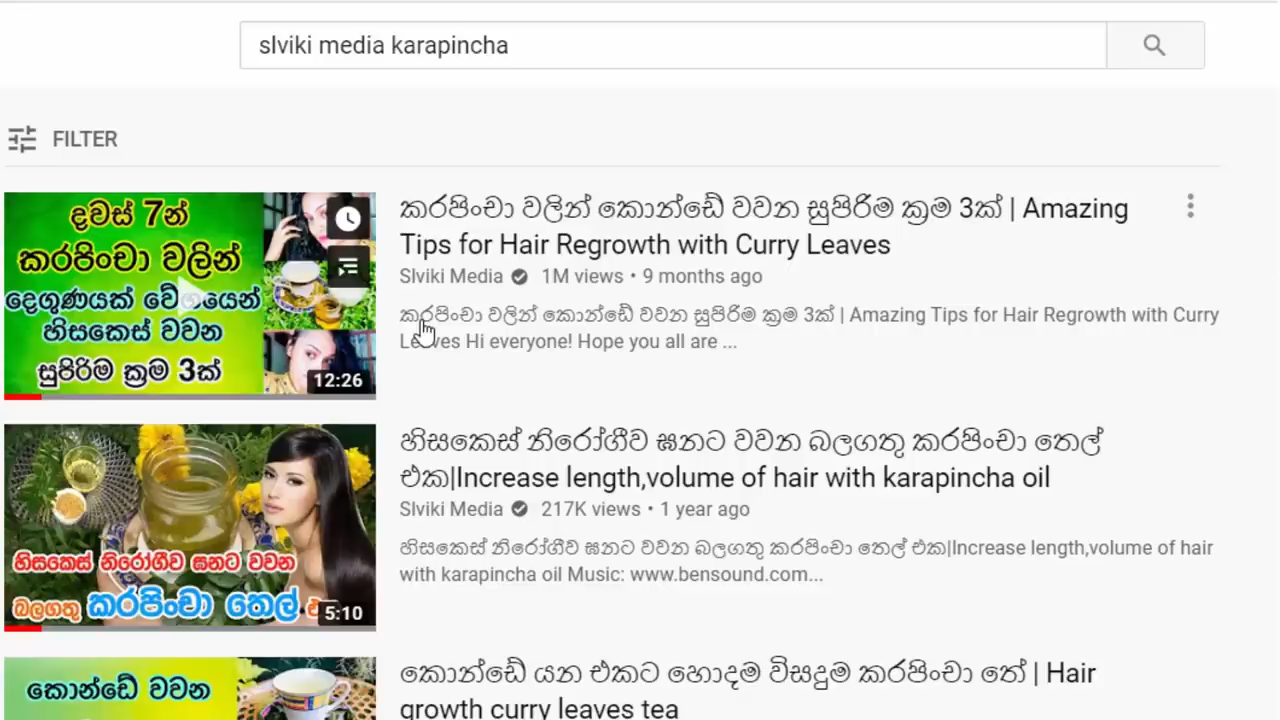 slviki media karapincha
FILTER
දවස් 7න්
කරපිංචා වලින්
දෙගුණයක් වේගයෙන්
හිසකෙස් වවන
සුපිරිම ක්‍රම 3ක්
12:26
කරපිංචා වලින් කොන්ඩේ වවන සුපිරිම ක්‍රම 3ක් | Amazing
Tips for Hair Regrowth with Curry Leaves
Slviki Media 1M views • 9 months ago
කරපිංචා වලින් කොන්ඩේ වවන සුපිරිම ක්‍රම 3ක් | Amazing Tips for Hair Regrowth with Curry
Leaves Hi everyone! Hope you all are ...
හිසකෙස් නිරෝගීව ඝනට වවන
බලගතු කරපිංචා තෙල්
5:10
හිසකෙස් නිරෝගීව ඝනට වවන බලගතු කරපිංචා තෙල්
එක|Increase length,volume of hair with karapincha oil
Slviki Media 217K views • 1 year ago
හිසකෙස් නිරෝගීව ඝනට වවන බලගතු කරපිංචා තෙල් එක|Increase length,volume of hair
with karapincha oil Music: www.bensound.com...
කොන්ඩේ වවන
කොන්ඩේ යන එකට හොදම විසදුම කරපිංචා තේ | Hair
growth curry leaves tea